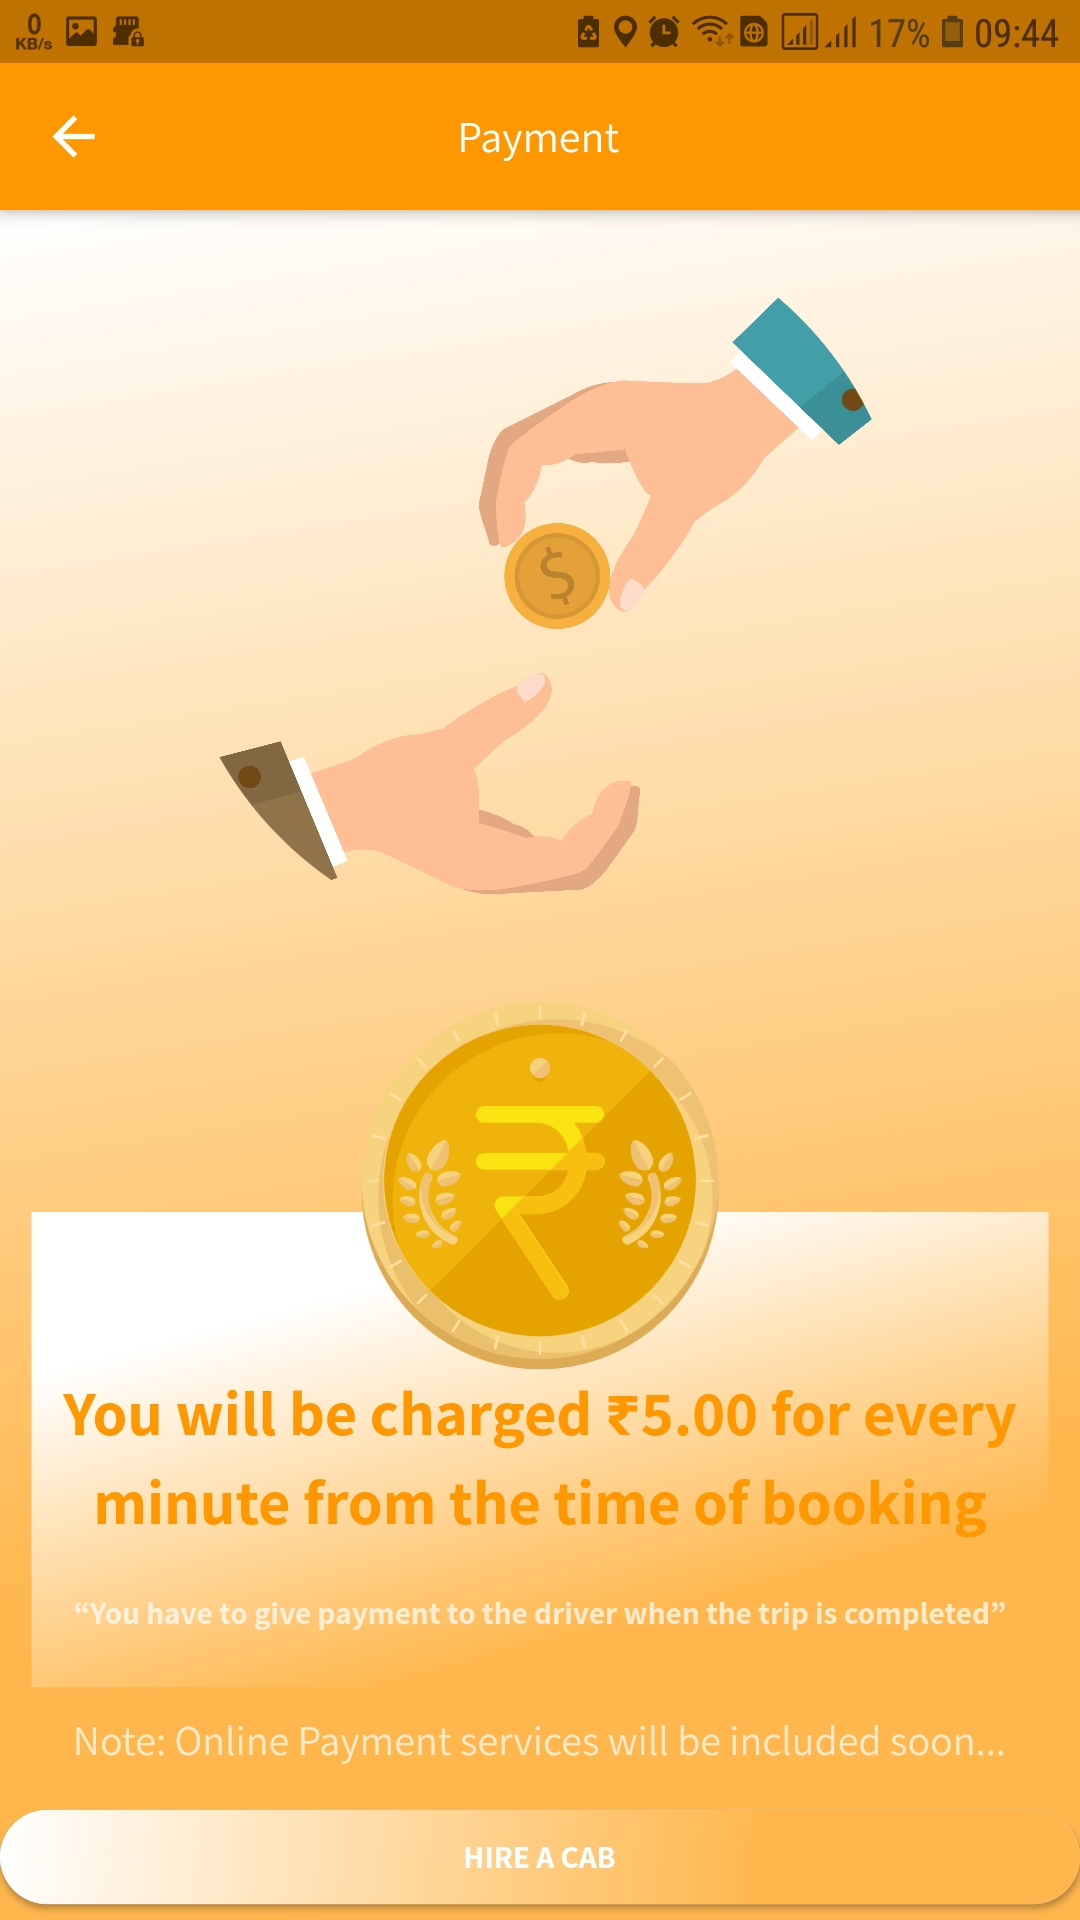 0
KB/s
17%
09:44
Payment
$
₹
You will be charged ₹5.00 for every
minute from the time of booking
“You have to give payment to the driver when the trip is completed”
Note: Online Payment services will be included soon...
HIRE A CAB